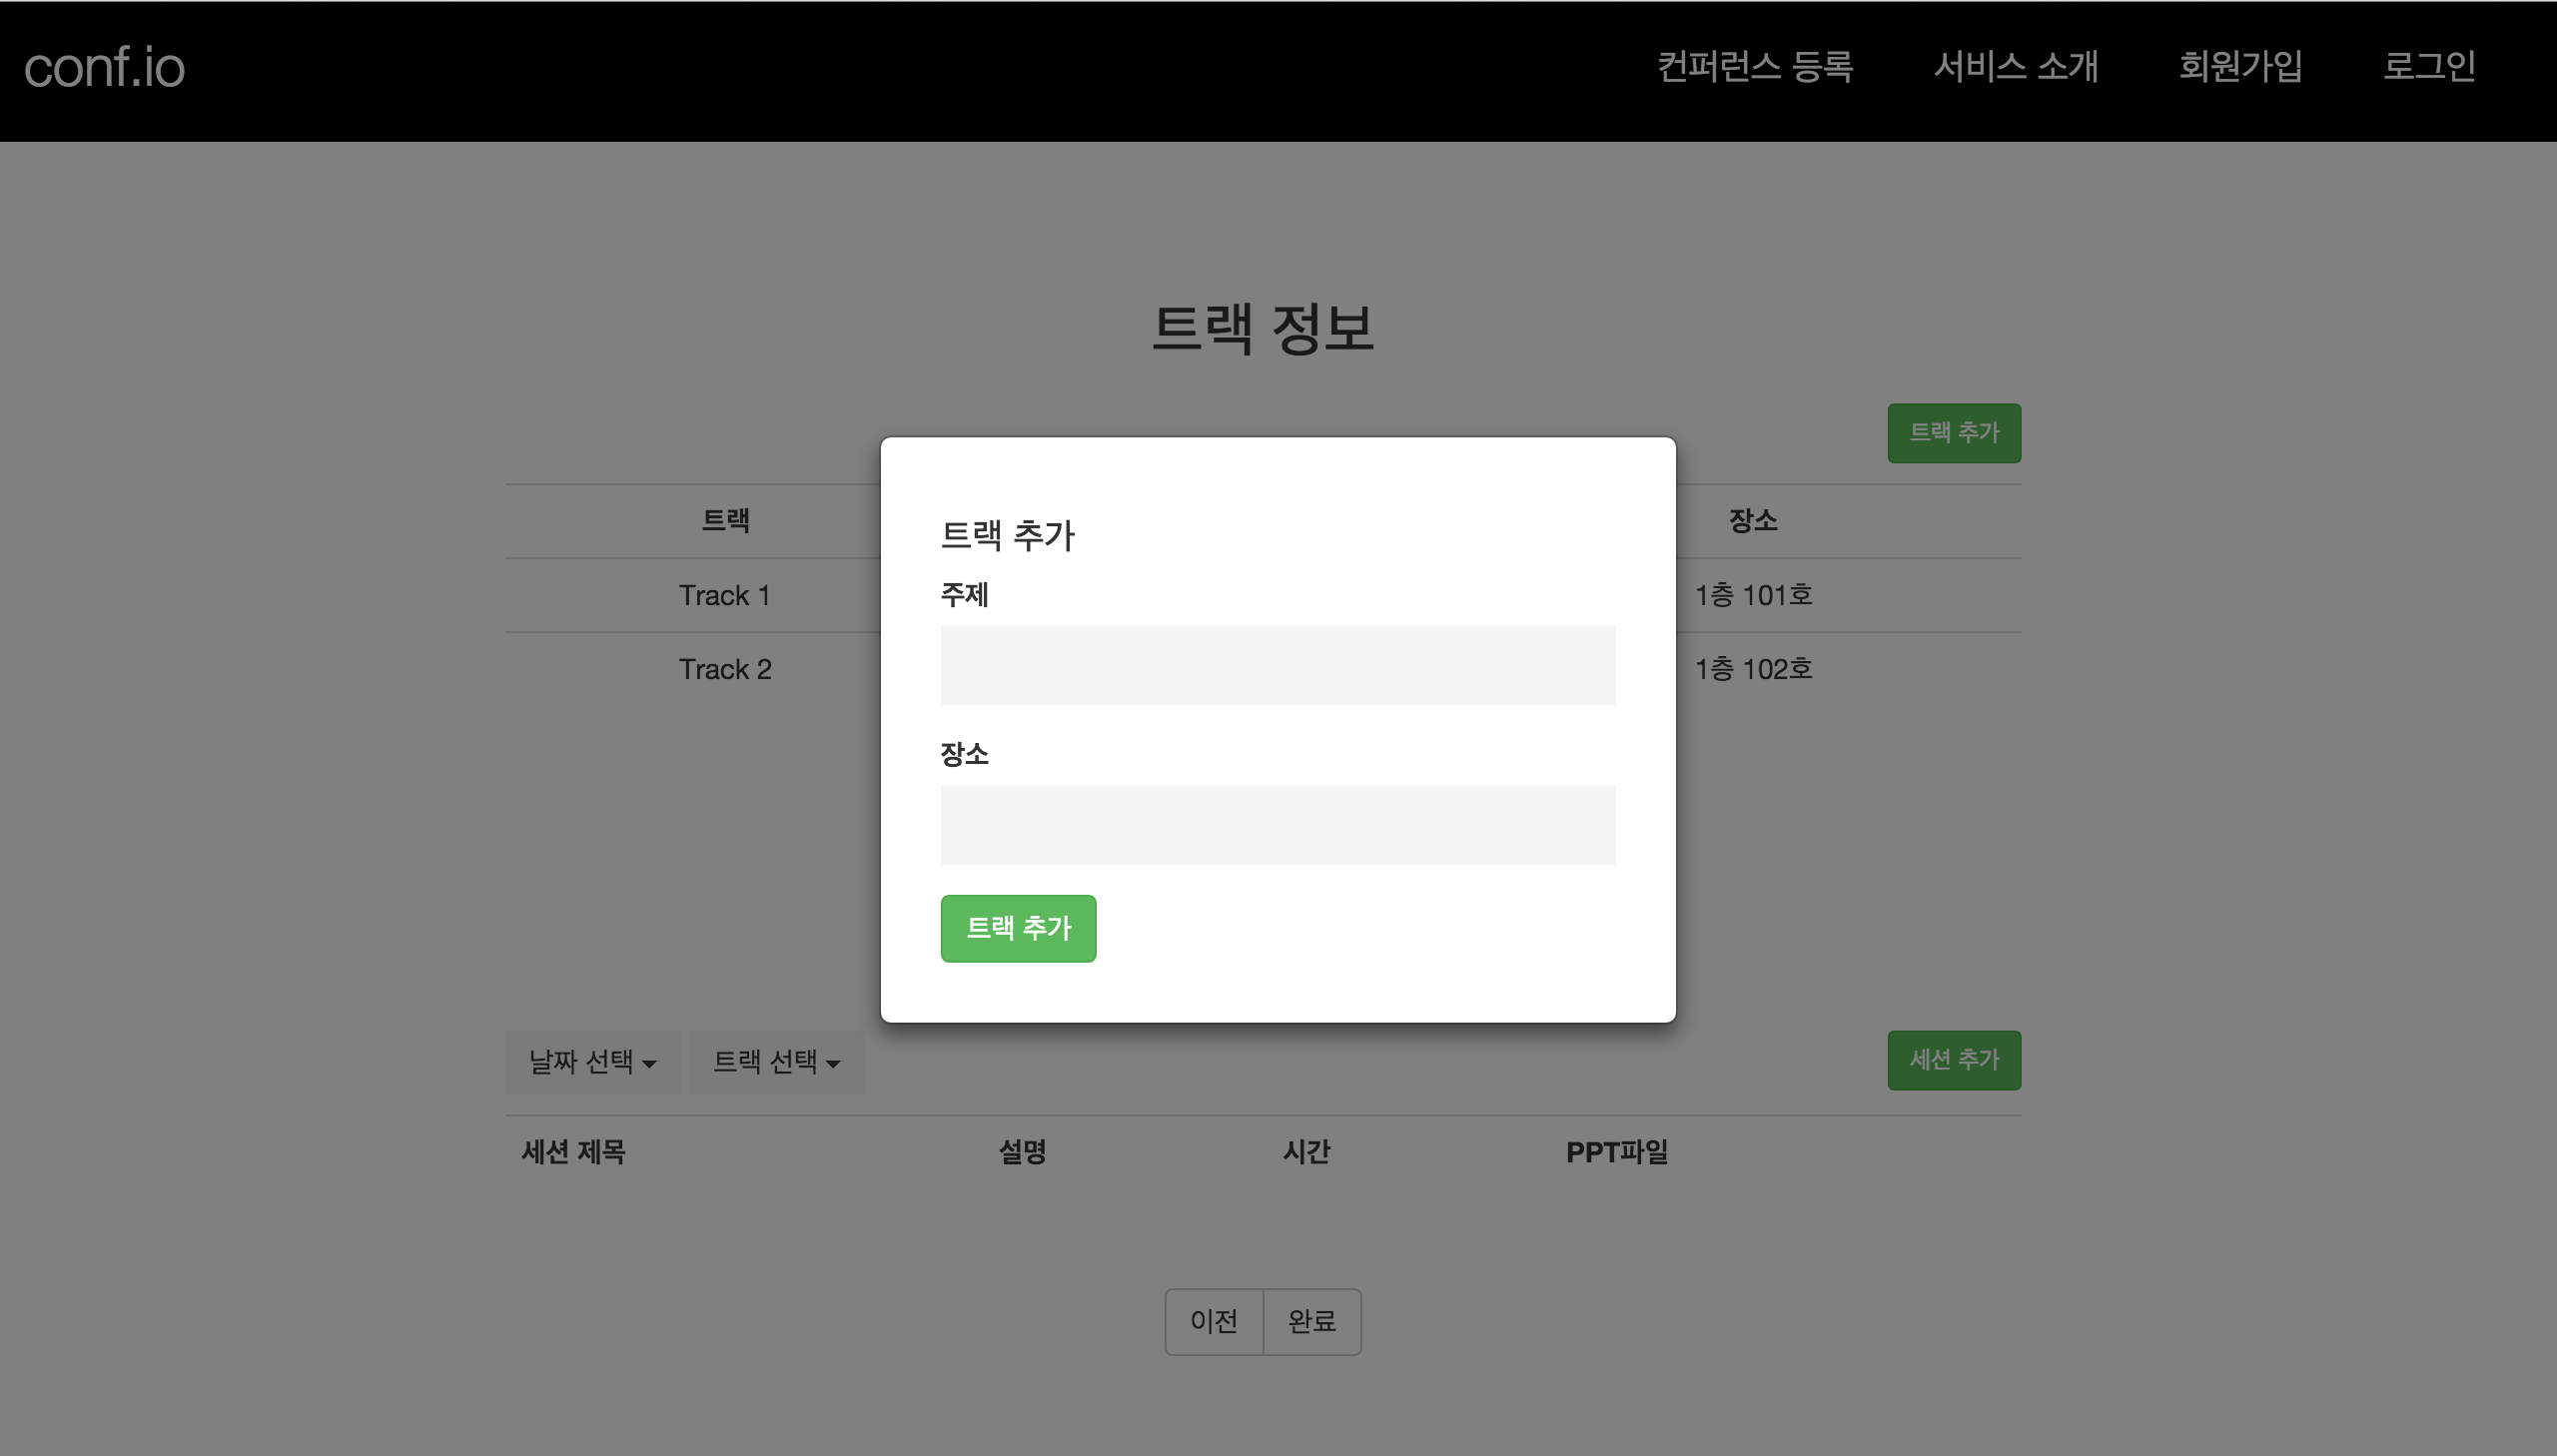 conf.io 컨퍼런스 등록 서비스 소개 회원가입 로그인
트랙 정보
트랙 추가
트랙 장소
Track 1 1층 101호
Track 2 1층 102호
트랙 추가
주제
장소
트랙 추가
날짜 선택 트랙 선택 세션 추가
세션 제목 설명 시간 PPT파일
이전 완료